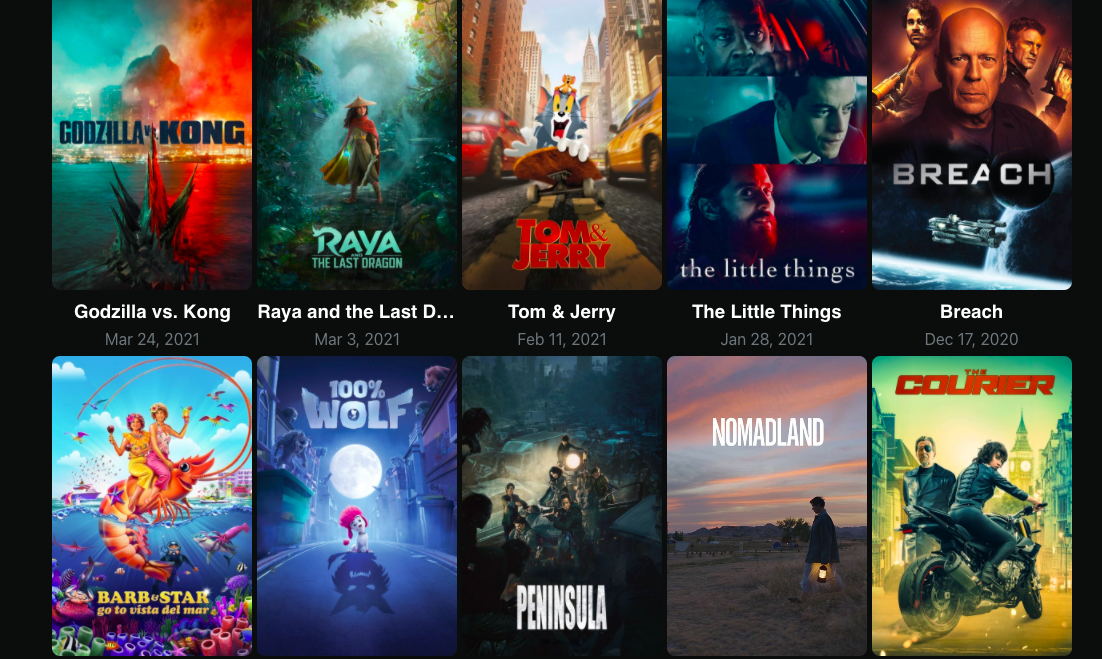 GODZILLA vs. KONG
RAYA
AND
THE LAST DRAGON
TOM &
JERRY
the little things
BREACH
Godzilla vs. Kong
Raya and the Last D...
Tom & Jerry
The Little Things
Breach
Mar 24, 2021
Mar 3, 2021
Feb 11, 2021
Jan 28, 2021
Dec 17, 2020
BARB & STAR
go to vista del mar
100%
WOLF
PENINSULA
NOMADLAND
THE
COURIER